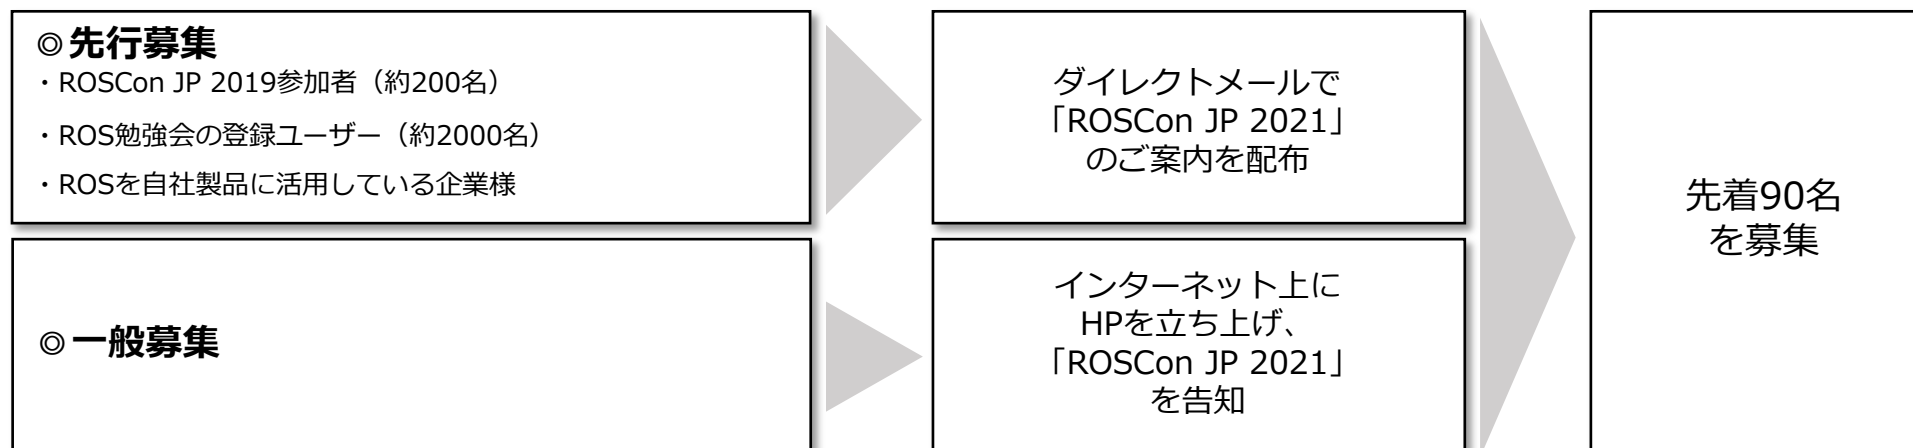 ◎先行募集
・ROSCon JP 2019参加者（約200名）
・ROS勉強会の登録ユーザー（約2000名）
・ROSを自社製品に活用している企業様
ダイレクトメールで
「ROSCon JP 2021」
のご案内を配布
◎一般募集
インターネット上に
HPを立ち上げ、
「ROSCon JP 2021」
を告知
先着90名
を募集